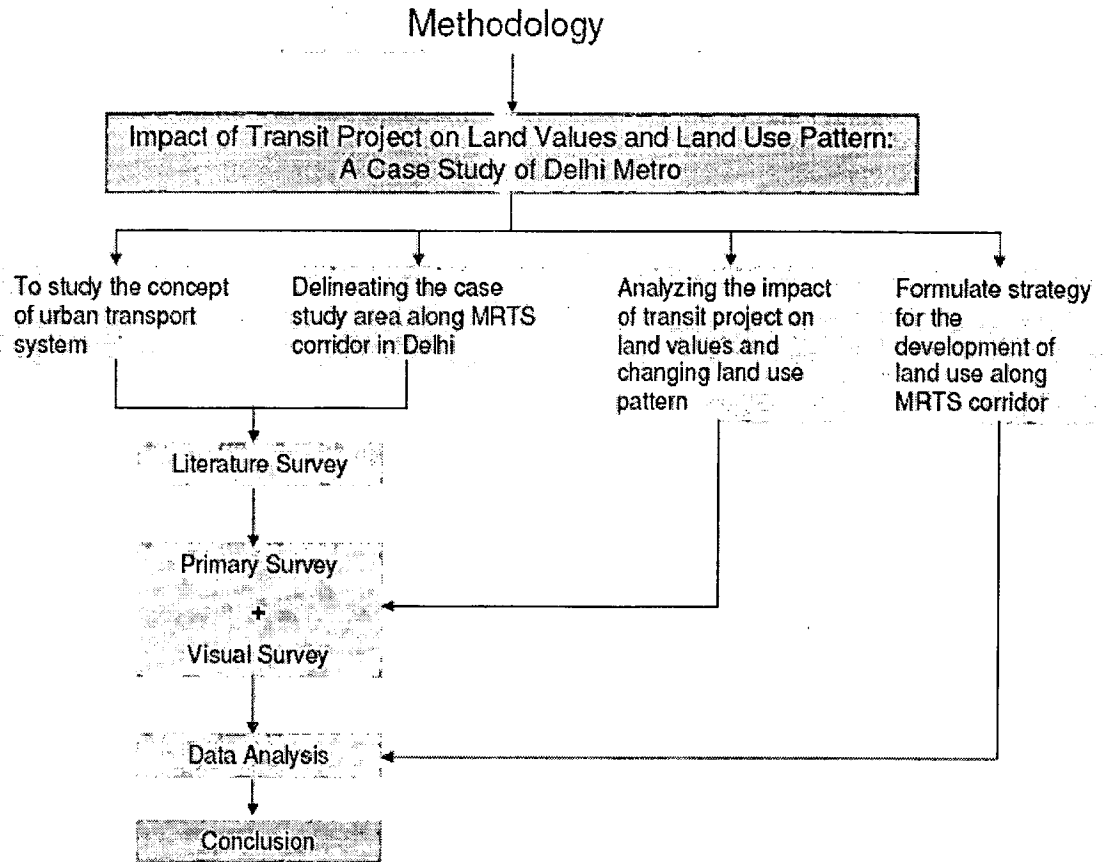 Methodology
Impact of Transit Project on Land Values and Land Use Pattern:
A Case Study of Delhi Metro
To study the concept
of urban transport
system
Delineating the case
study area along MRTS
corridor in Delhi
Analyzing the impact
of transit project on
land values and
changing land use
pattern
Formulate strategy
for the
development of
land use along
MRTS corridor
Literature Survey
Primary Survey
+
Visual Survey
Data Analysis
Conclusion